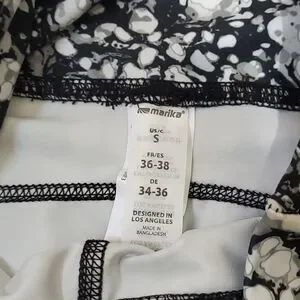 marika
US/C
S
FR/ES
36-38
DE
34-36
DESIGNED IN
LOS ANGELES
MADE IN
BANGLADESH